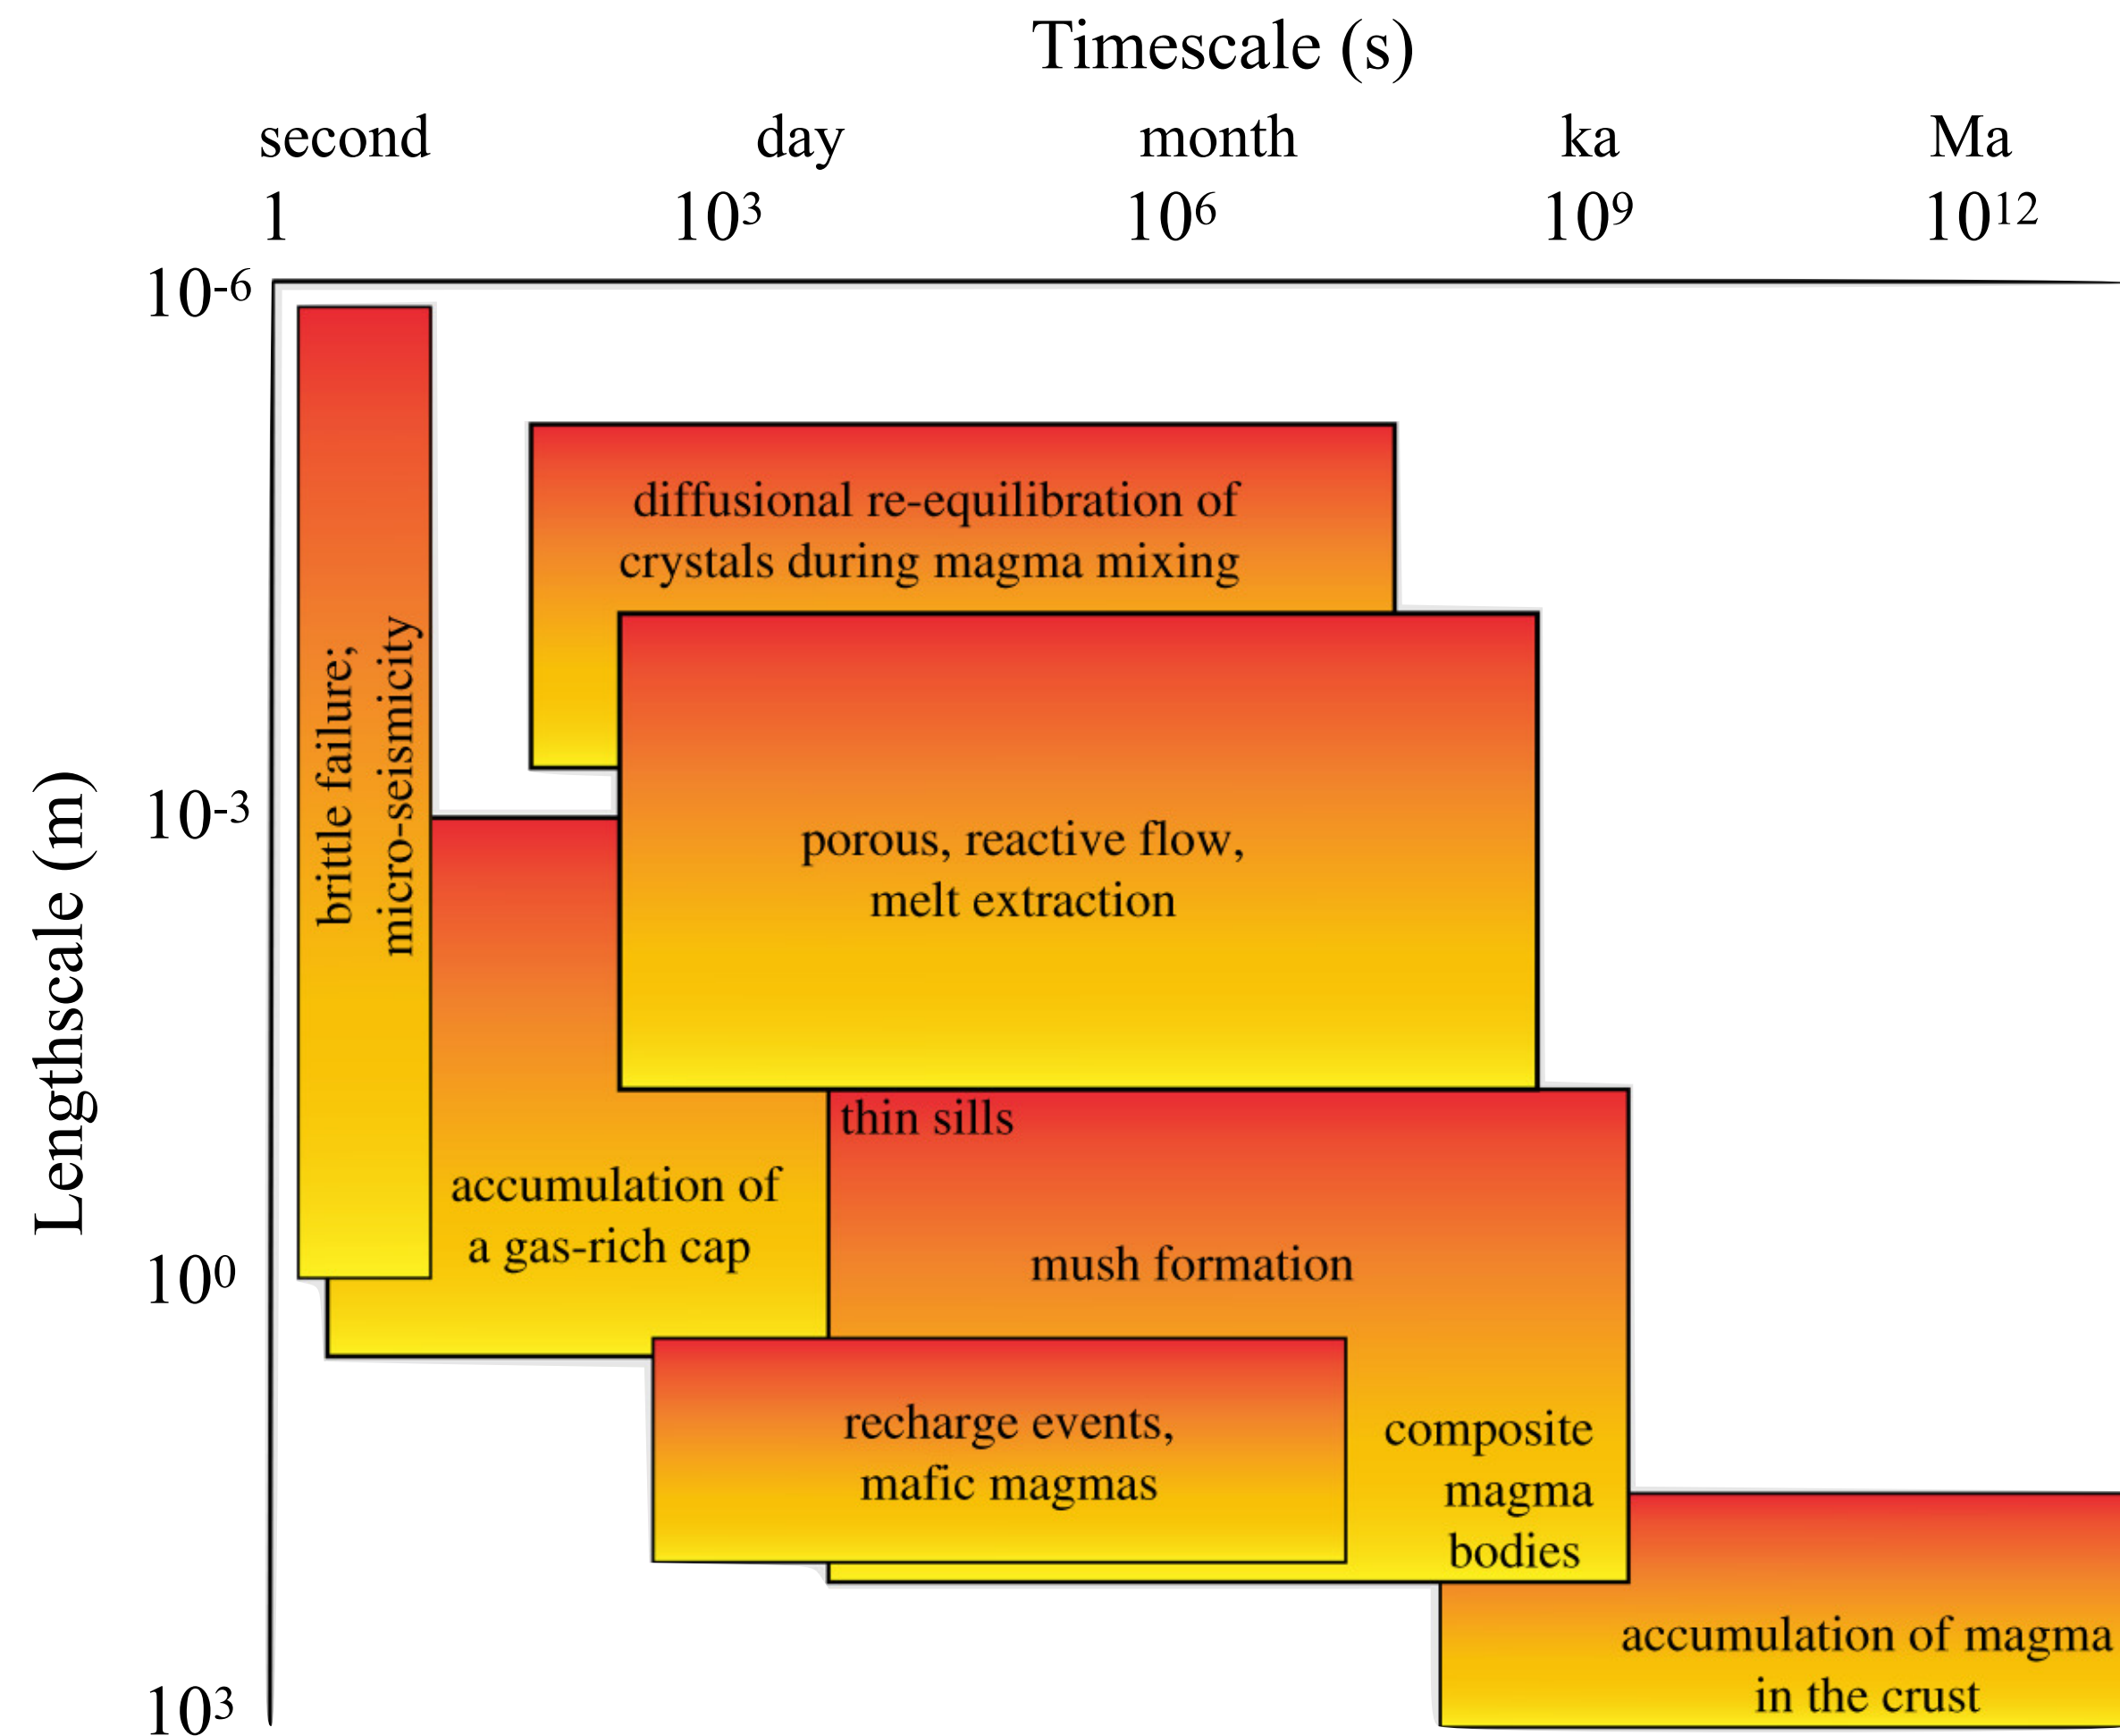 Timescale (s)
second day month ka Ma
1 10³ 10⁶ 10⁹ 10¹²
Lengthscale (m)
10⁻⁶
10⁻³
10⁰
10³
brittle failure;
micro-seismicity
diffusional re-equilibration of
crystals during magma mixing
porous, reactive flow,
melt extraction
accumulation of
a gas-rich cap
thin sills
mush formation
recharge events,
mafic magmas
composite
magma
bodies
accumulation of magma
in the crust